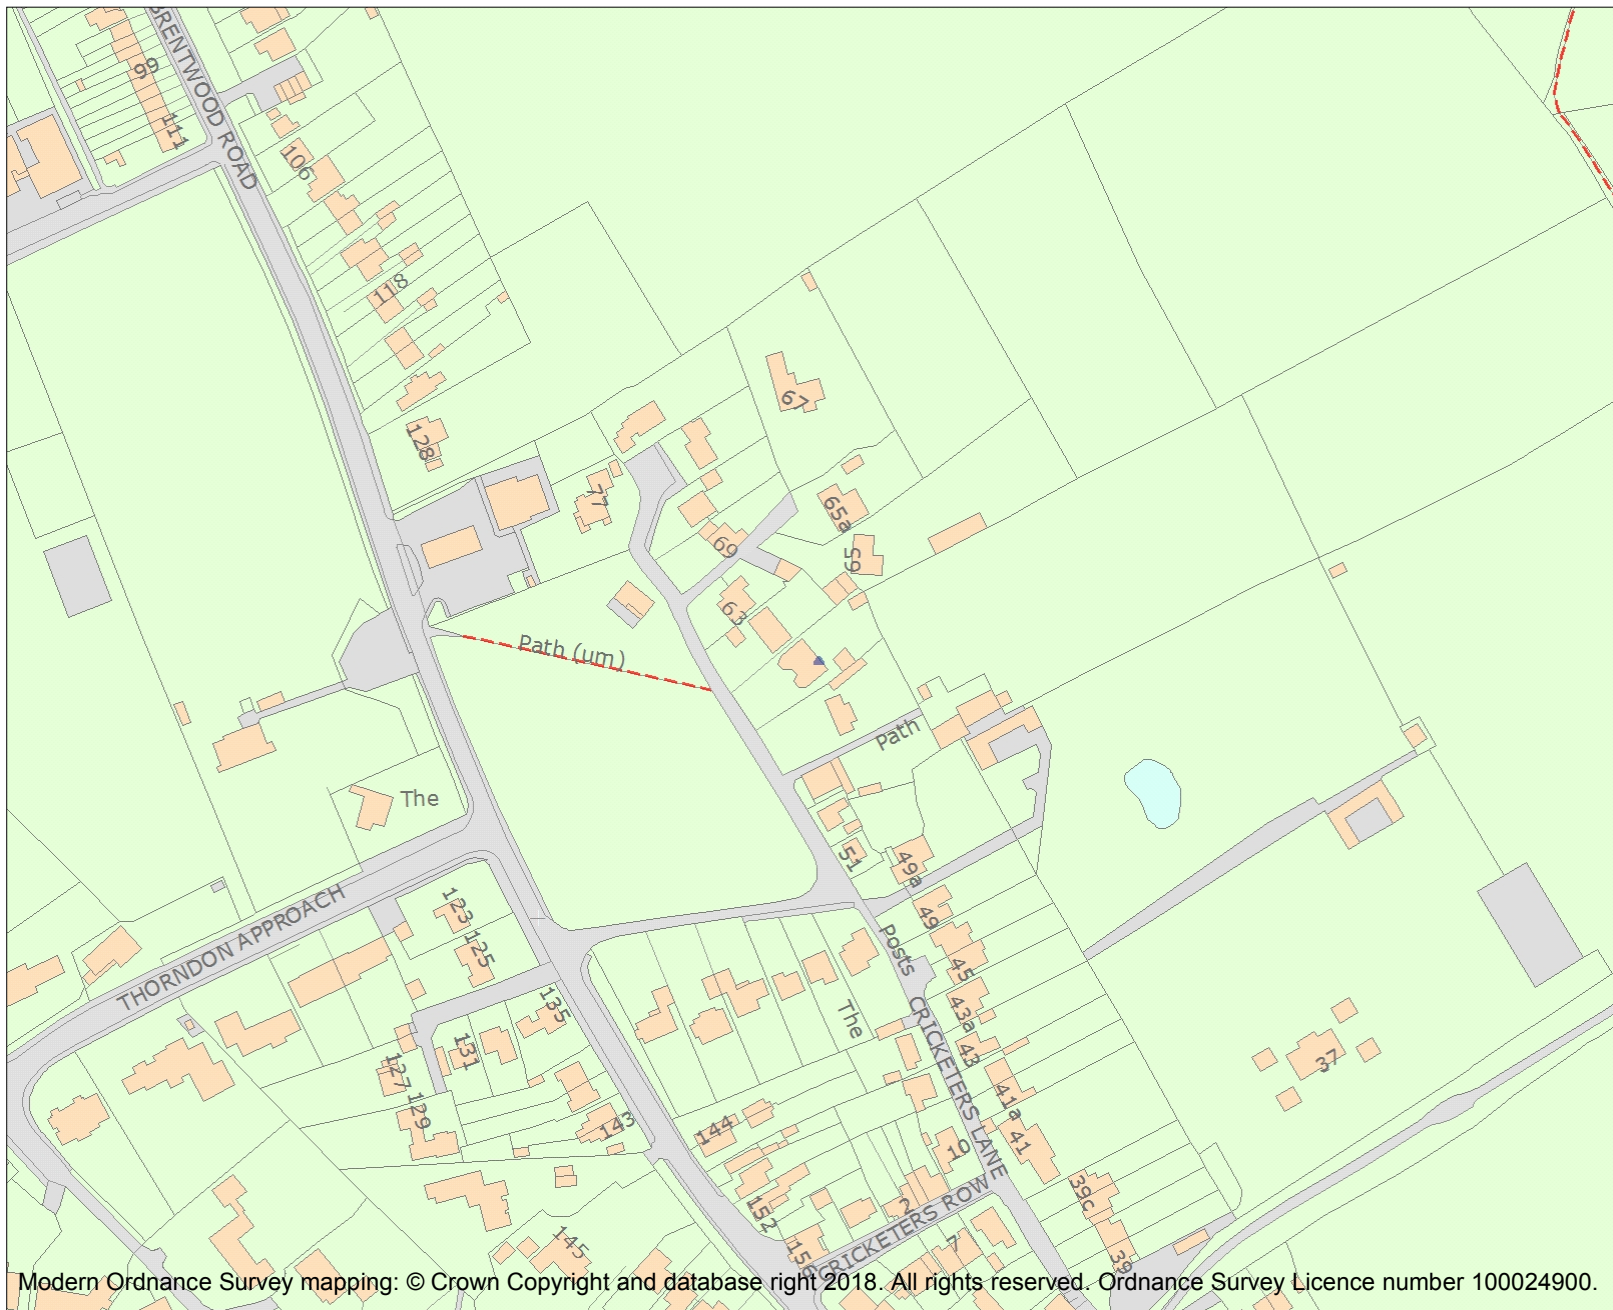 BRENTWOOD ROAD
99
111
106
118
128
67
77
65a
69
65
63
Path (um)
Path
The
51
49a
THORNDON APPROACH
123
49
125
Posts
45
135
The
43a
CRICKETERS LANE
131
43
37
127
41a
129
143
144
41
10
39c
2
CRICKETERS ROW
152
145
7
156
39
Modern Ordnance Survey mapping: © Crown Copyright and database right 2018. All rights reserved. Ordnance Survey Licence number 100024900.